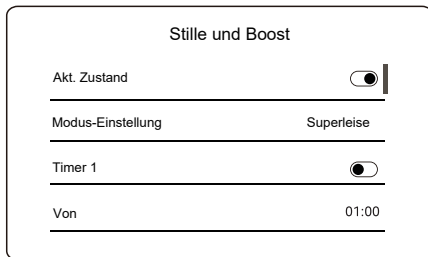 Stille und Boost
Akt. Zustand
Modus-Einstellung Superleise
Timer 1
Von 01:00